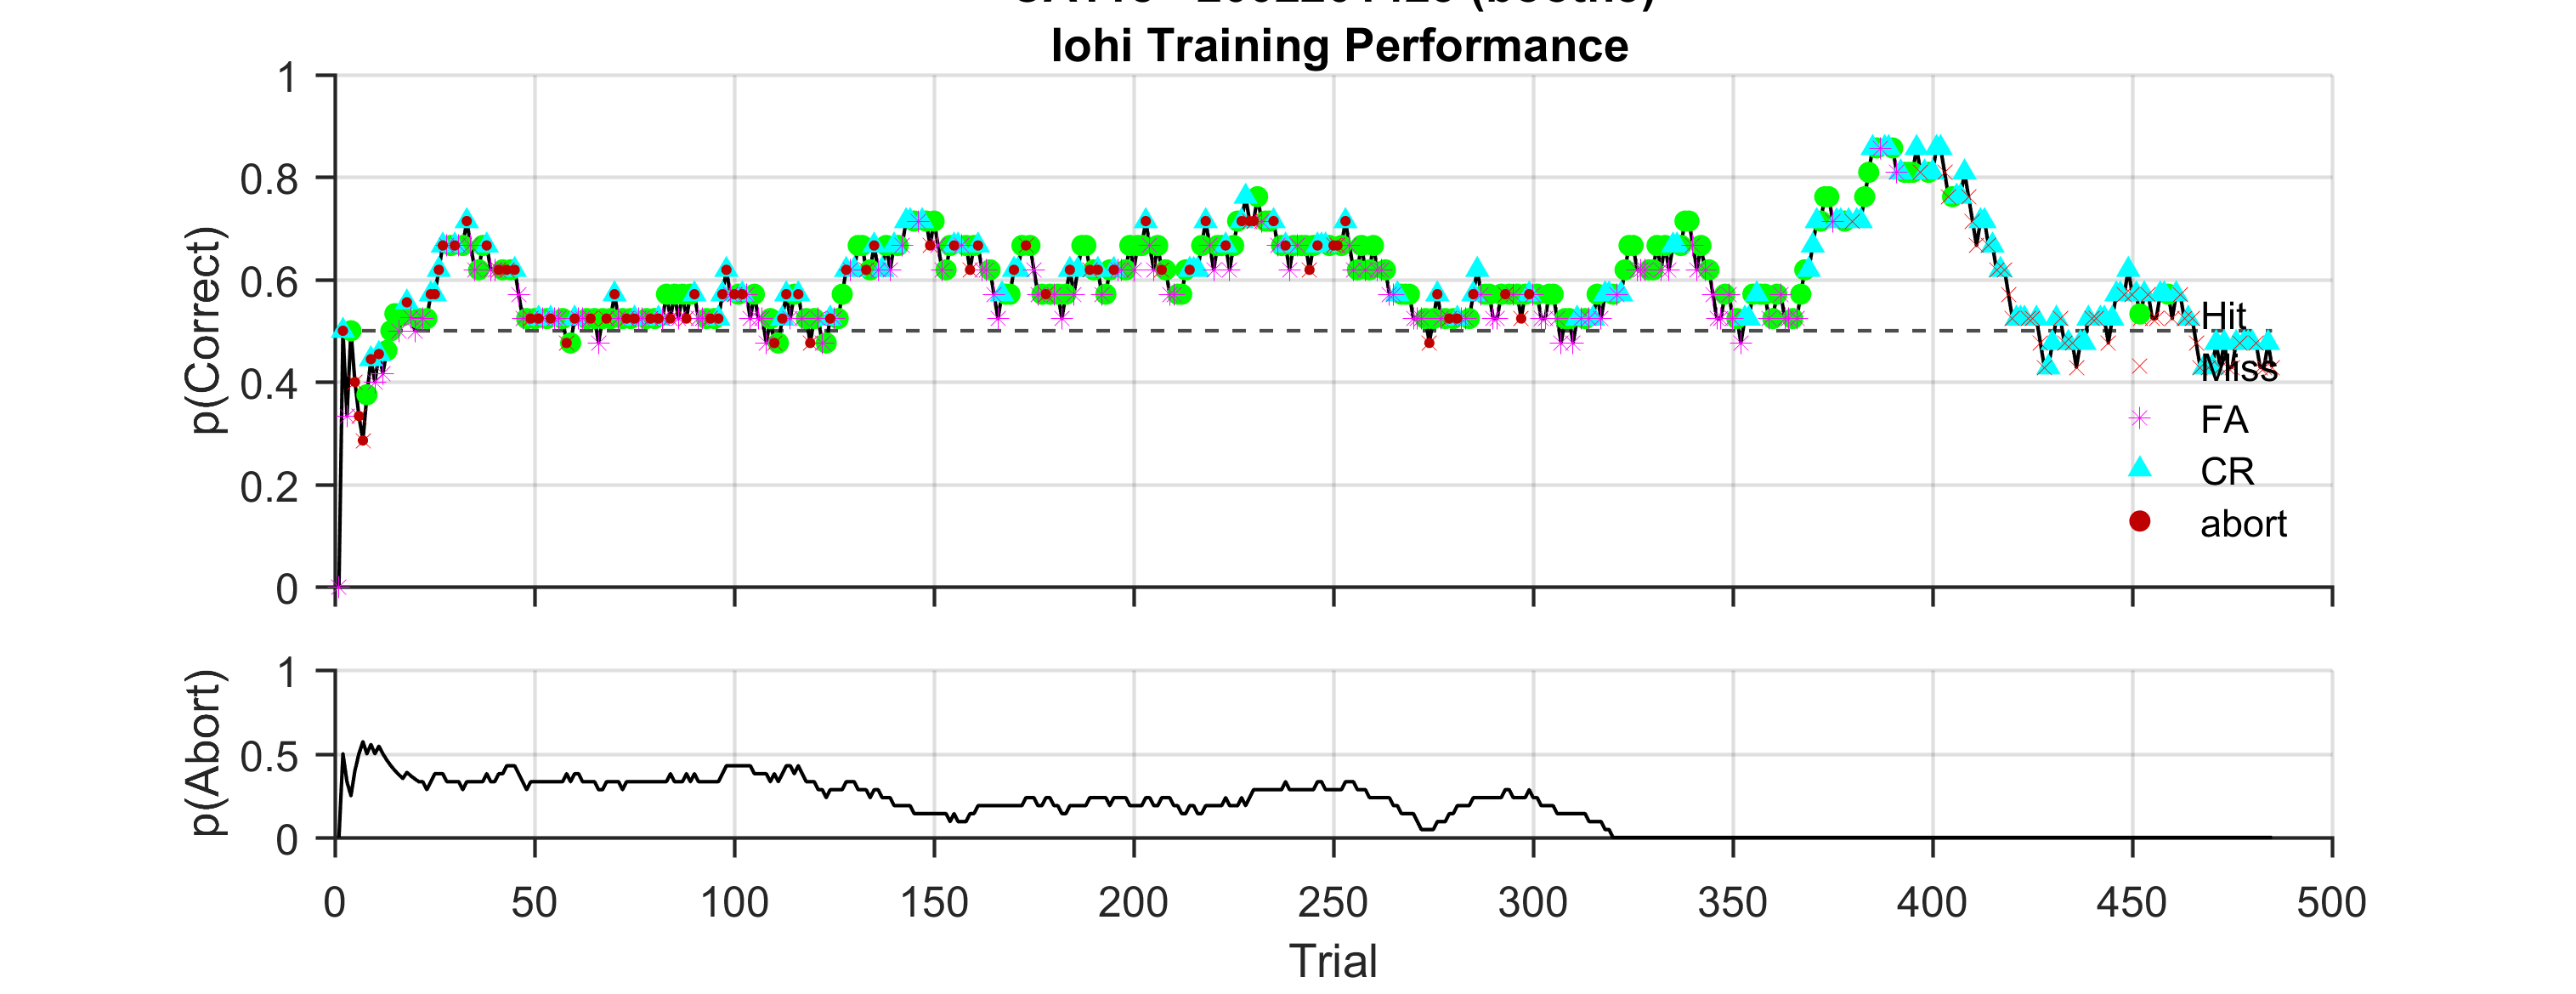 lohi Training Performance
1
0.8
0.6
0.4
0.2
0
p(Correct)
Hit
Miss
FA
CR
abort
1
0.5
0
p(Abort)
0 50 100 150 200 250 300 350 400 450 500
Trial